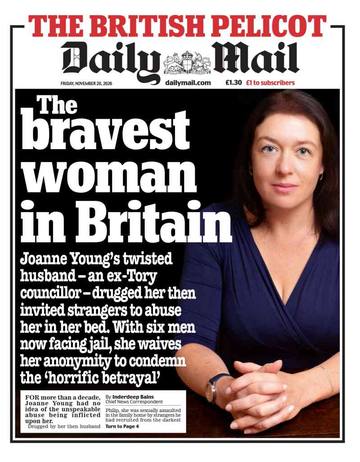 THE BRITISH PELICOT
Daily Mail
FRIDAY, NOVEMBER 20, 2026
dailymail.com
£1.30 £1 to subscribers
The
bravest
woman
in Britain
Joanne Young's twisted
husband – an ex-Tory
councillor – drugged her then
invited strangers to abuse
her in her bed. With six men
now facing jail, she waives
her anonymity to condemn
the 'horrific betrayal'
FOR more than a decade,
Joanne Young had no
idea of the unspeakable
abuse being inflicted
upon her.
Drugged by her then husband
By Inderdeep Bains
Chief News Correspondent
Philip, she was sexually assaulted
in the family home by strangers he
had recruited from the darkest
Turn to Page 4